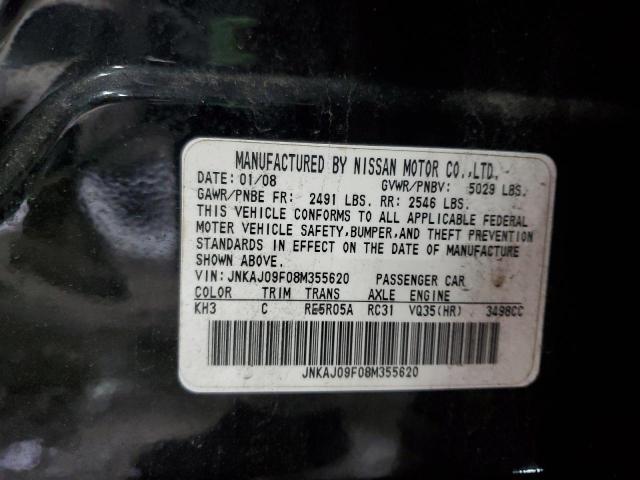 MANUFACTURED BY NISSAN MOTOR CO.,LTD.
DATE: 01/08 GVWR/PNBV: 5029 LBS.
GAWR/PNBE FR: 2491 LBS. RR: 2546 LBS.
THIS VEHICLE CONFORMS TO ALL APPLICABLE FEDERAL
MOTER VEHICLE SAFETY,BUMPER,AND THEFT PREVENTION
STANDARDS IN EFFECT ON THE DATE OF MANUFACTURE
SHOWN ABOVE.
VIN:JNKAJ09F08M355620 PASSENGER CAR
COLOR TRIM TRANS AXLE ENGINE
KH3 C RE5R05A RC31 VQ35(HR) 3498CC
JNKAJ09F08M355620